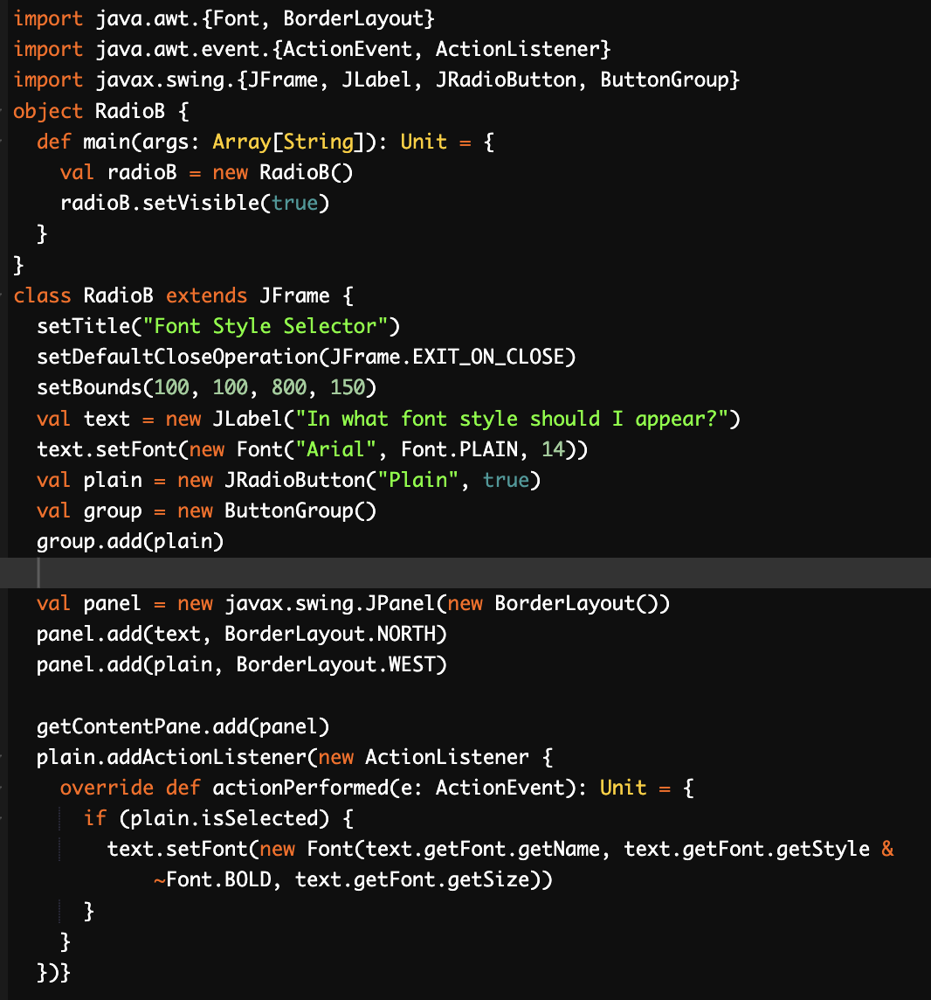 import java.awt.{Font, BorderLayout}
import java.awt.event.{ActionEvent, ActionListener}
import javax.swing.{JFrame, JLabel, JRadioButton, ButtonGroup}
object RadioB {
  def main(args: Array[String]): Unit = {
    val radioB = new RadioB()
    radioB.setVisible(true)
  }
}
class RadioB extends JFrame {
  setTitle("Font Style Selector")
  setDefaultCloseOperation(JFrame.EXIT_ON_CLOSE)
  setBounds(100, 100, 800, 150)
  val text = new JLabel("In what font style should I appear?")
  text.setFont(new Font("Arial", Font.PLAIN, 14))
  val plain = new JRadioButton("Plain", true)
  val group = new ButtonGroup()
  group.add(plain)

  val panel = new javax.swing.JPanel(new BorderLayout())
  panel.add(text, BorderLayout.NORTH)
  panel.add(plain, BorderLayout.WEST)

  getContentPane.add(panel)
  plain.addActionListener(new ActionListener {
    override def actionPerformed(e: ActionEvent): Unit = {
      if (plain.isSelected) {
        text.setFont(new Font(text.getFont.getName, text.getFont.getStyle &
            ~Font.BOLD, text.getFont.getSize))
      }
    }
  })}